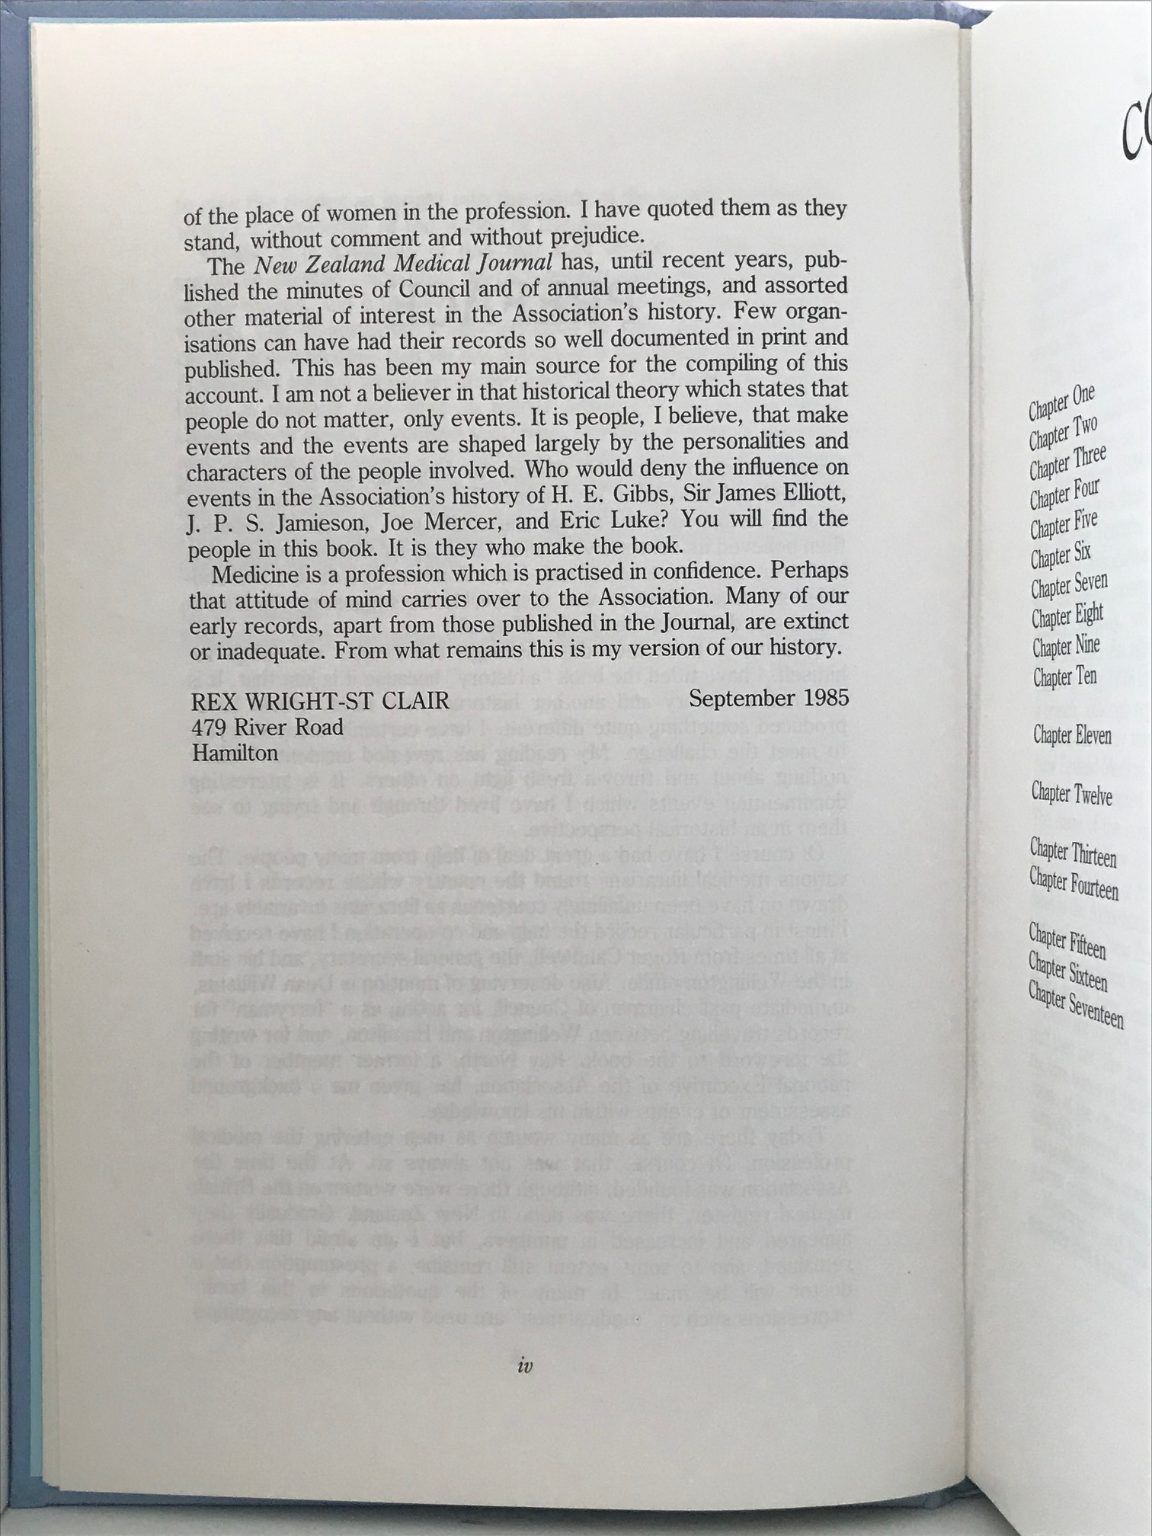 of the place of women in the profession. I have quoted them as they
stand, without comment and without prejudice.
The New Zealand Medical Journal has, until recent years, pub-
lished the minutes of Council and of annual meetings, and assorted
other material of interest in the Association's history. Few organ-
isations can have had their records so well documented in print and
published. This has been my main source for the compiling of this
account. I am not a believer in that historical theory which states that
people do not matter, only events. It is people, I believe, that make
events and the events are shaped largely by the personalities and
characters of the people involved. Who would deny the influence on
events in the Association's history of H. E. Gibbs, Sir James Elliott,
J. P. S. Jamieson, Joe Mercer, and Eric Luke? You will find the
people in this book. It is they who make the book.
Medicine is a profession which is practised in confidence. Perhaps
that attitude of mind carries over to the Association. Many of our
early records, apart from those published in the Journal, are extinct
or inadequate. From what remains this is my version of our history.
REX WRIGHT-ST CLAIR September 1985
479 River Road
Hamilton
iv
Chapter One
Chapter Two
Chapter Three
Chapter Four
Chapter Five
Chapter Six
Chapter Seven
Chapter Eight
Chapter Nine
Chapter Ten
Chapter Eleven
Chapter Twelve
Chapter Thirteen
Chapter Fourteen
Chapter Fifteen
Chapter Sixteen
Chapter Seventeen